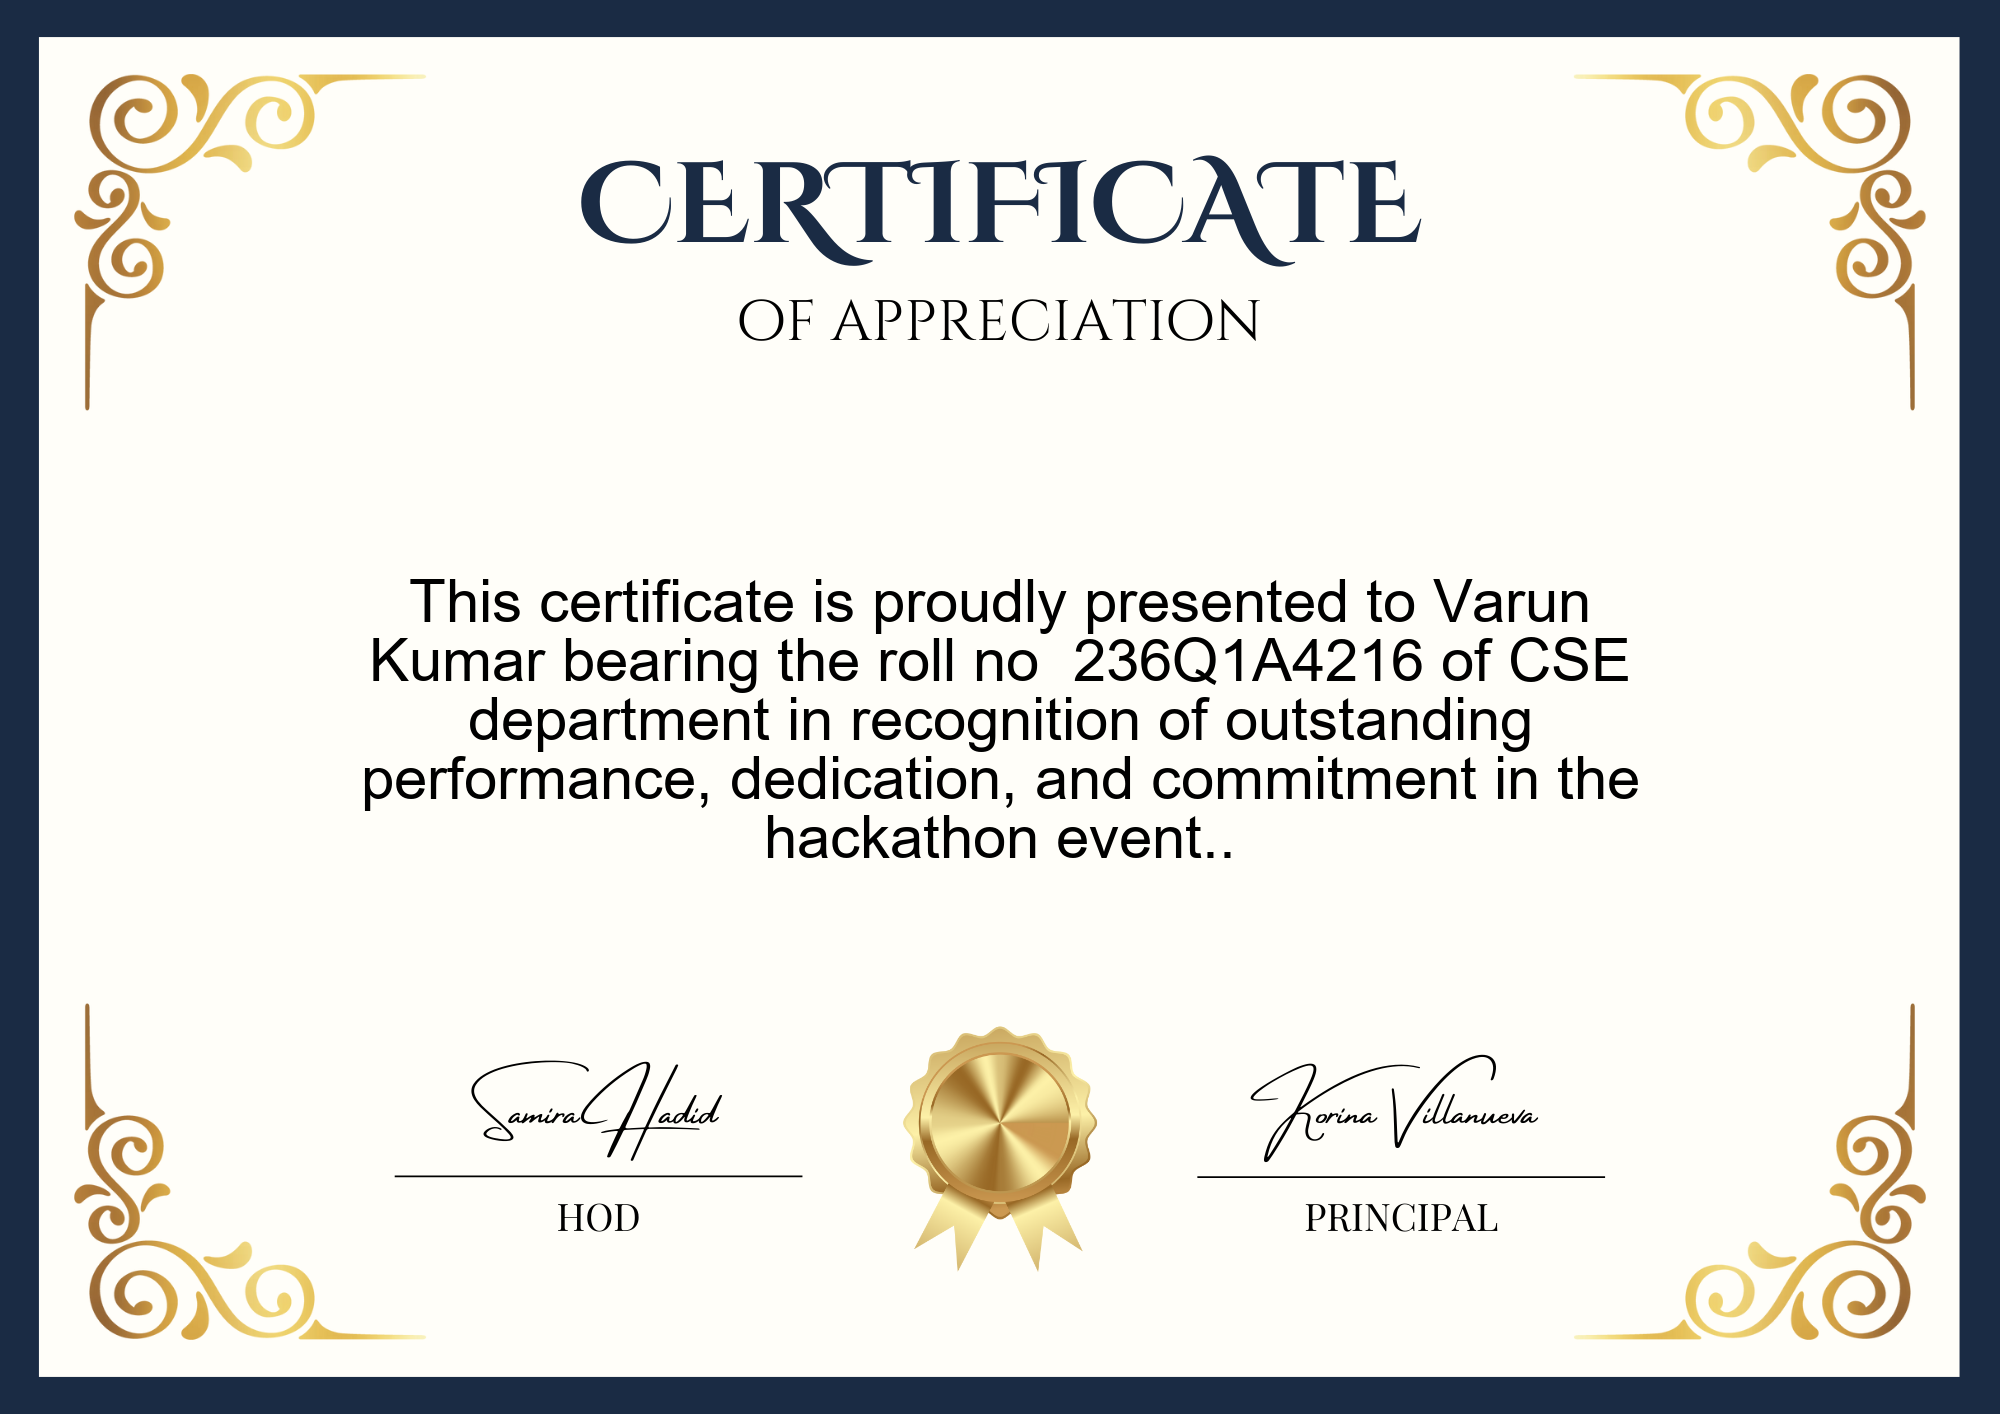 CERTIFICATE
OF APPRECIATION
This certificate is proudly presented to Varun
Kumar bearing the roll no  236Q1A4216 of CSE
department in recognition of outstanding
performance, dedication, and commitment in the
hackathon event..
Samira Hadid
HOD
Korina Villanueva
PRINCIPAL